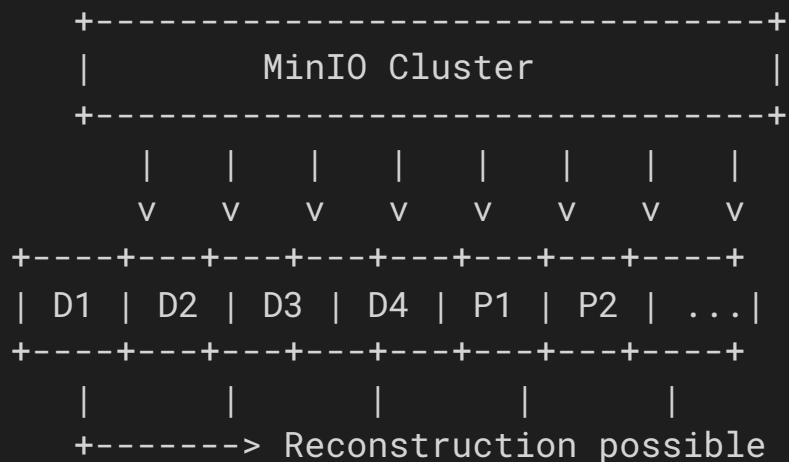 +--------------------------------+
|        MinIO Cluster           |
+--------------------------------+
|   |   |   |   |   |   |   |
v   v   v   v   v   v   v   v
+----+---+---+---+---+---+----+
| D1 | D2 | D3 | D4 | P1 | P2 | ...|
+----+---+---+---+---+---+----+
|      |      |      |      |
+-------> Reconstruction possible